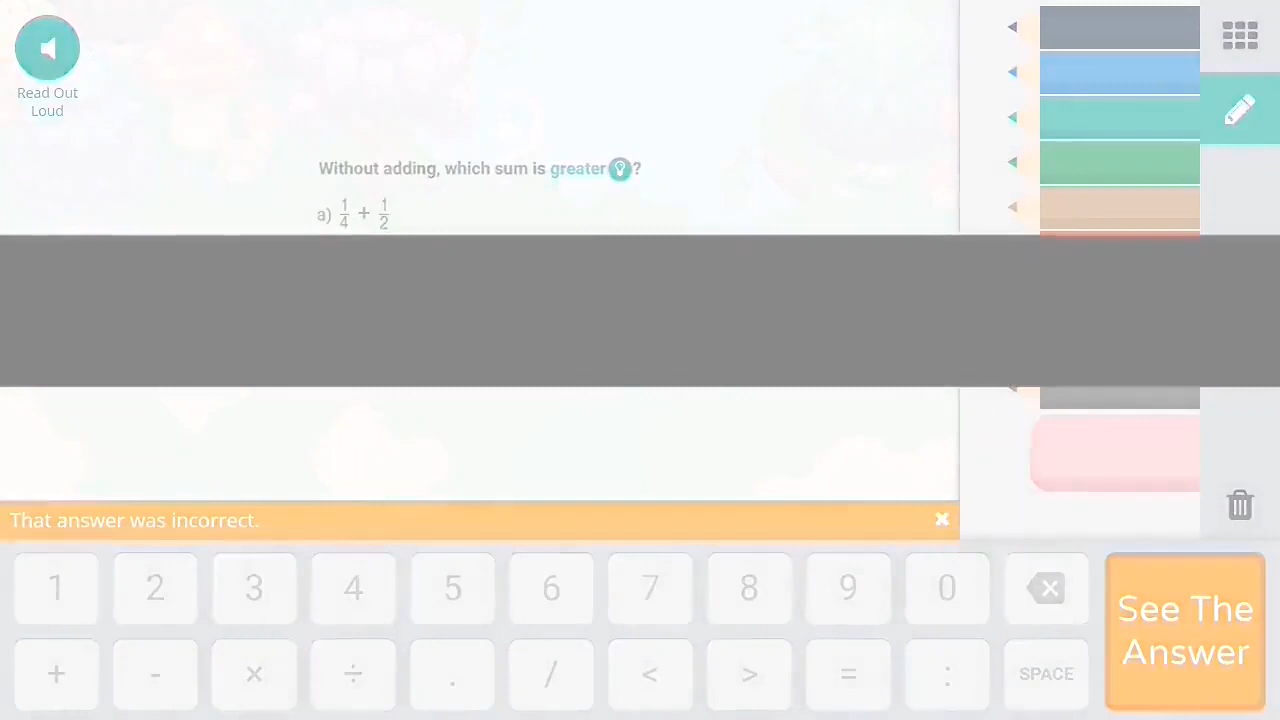 Read Out
Loud
Without adding, which sum is greater ?
a) 1/4 + 1/2
That answer was incorrect.
1 2 3 4 5 6 7 8 9 0
+ - × ÷ . / < > = : SPACE
See The
Answer